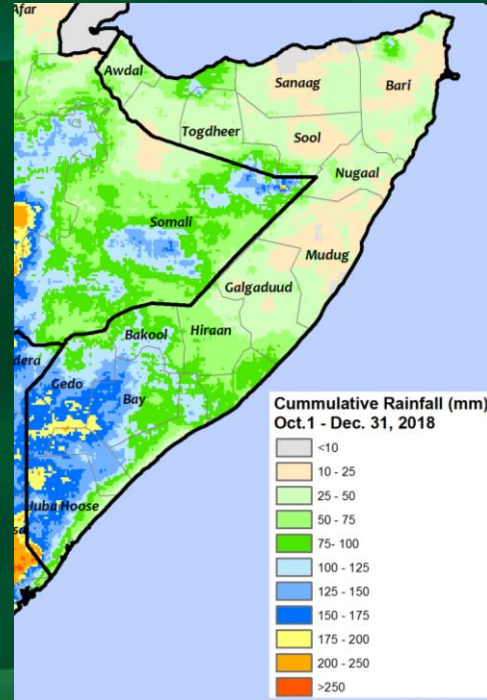 Afar
Awdal
Sanaag
Bari
Togdheer
Sool
Nugaal
Somali
Mudug
Galgaduud
Hiraan
Bakool
dera
Gedo
Bay
Juba Hoose
sa
Cummulative Rainfall (mm)
Oct.1 - Dec. 31, 2018
<10
10 - 25
25 - 50
50 - 75
75- 100
100 - 125
125 - 150
150 - 175
175 - 200
200 - 250
>250